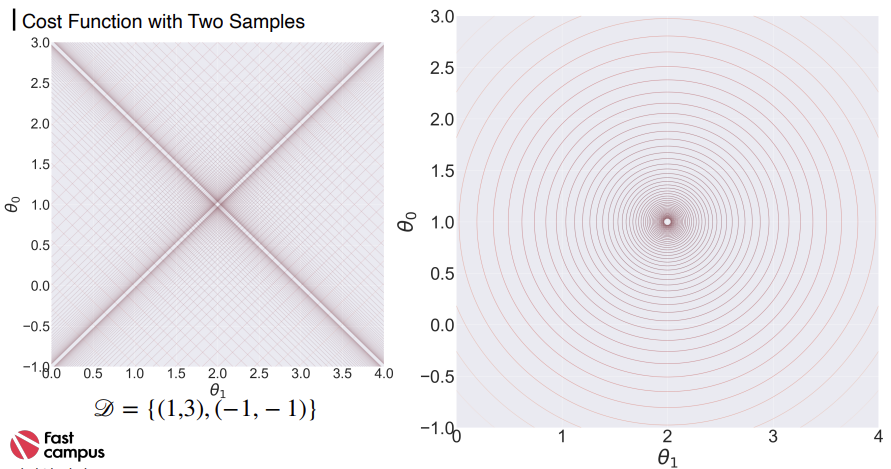 Cost Function with Two Samples
3.0
2.5
2.0
1.5
1.0
0.5
0.0
−0.5
−1.0
θ₀
0.0 0.5 1.0 1.5 2.0 2.5 3.0 3.5 4.0
θ₁
𝒟 = {(1,3), (−1, − 1)}
Fast
campus
3.0
2.5
2.0
1.5
1.0
0.5
0.0
−0.5
−1.0
θ₀
0 1 2 3 4
θ₁